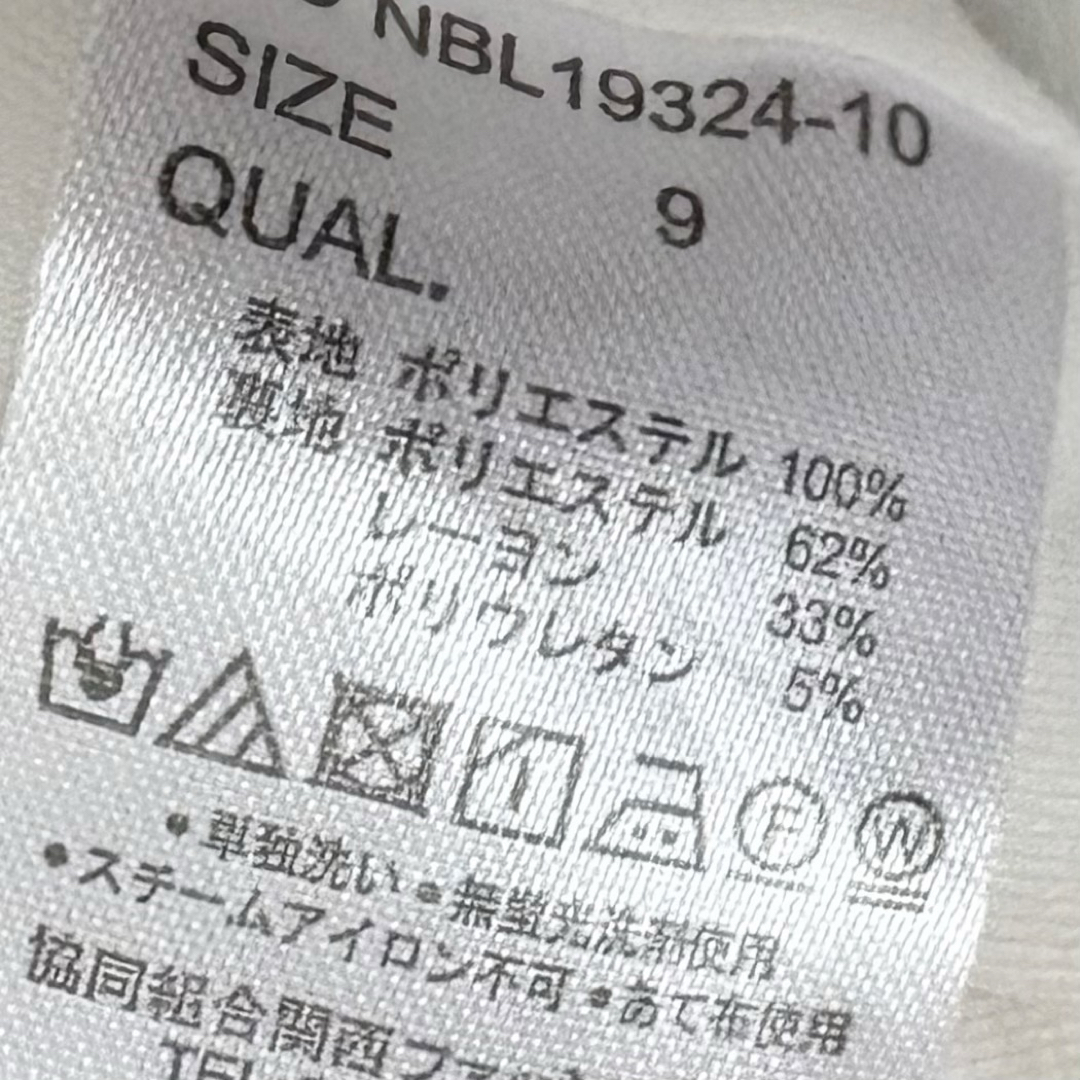 NBL19324-10
SIZE 9
QUAL.
表地 ポリエステル 100%
裏地 ポリエステル 62%
レーヨン 33%
ポリウレタン 5%
F W
•単独洗い •無蛍光洗剤使用
•スチームアイロン不可 •あて布使用
協同組合関西ファ
TEL